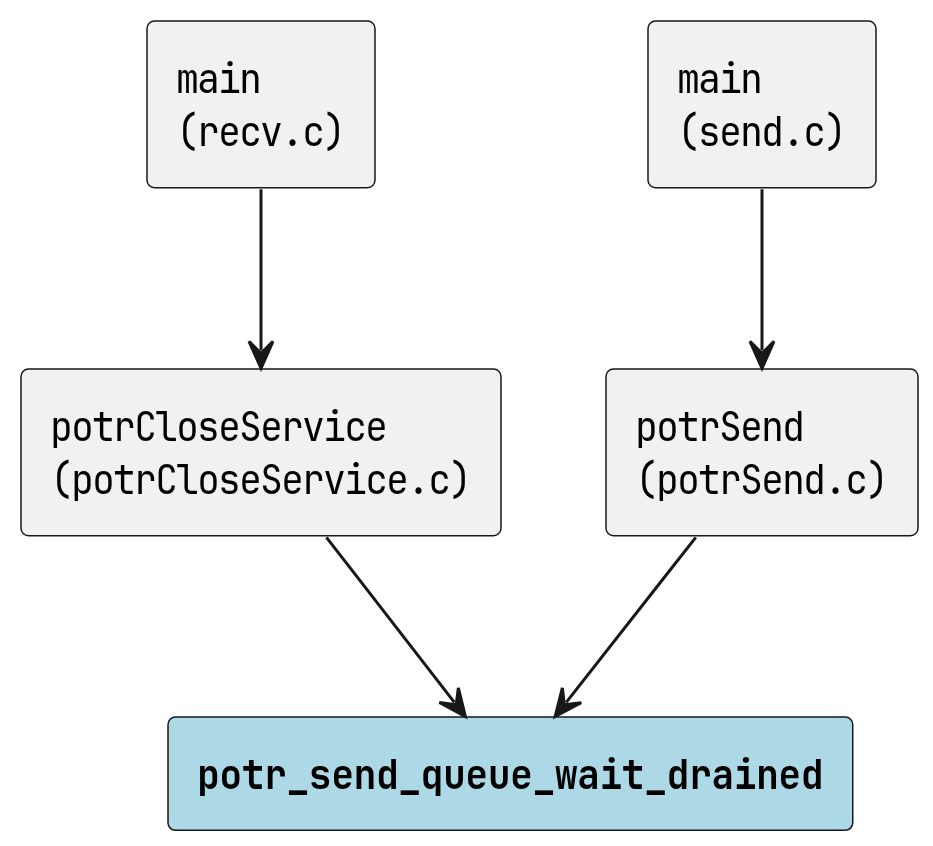 main
(recv.c)
main
(send.c)
potrCloseService
(potrCloseService.c)
potrSend
(potrSend.c)
potr_send_queue_wait_drained